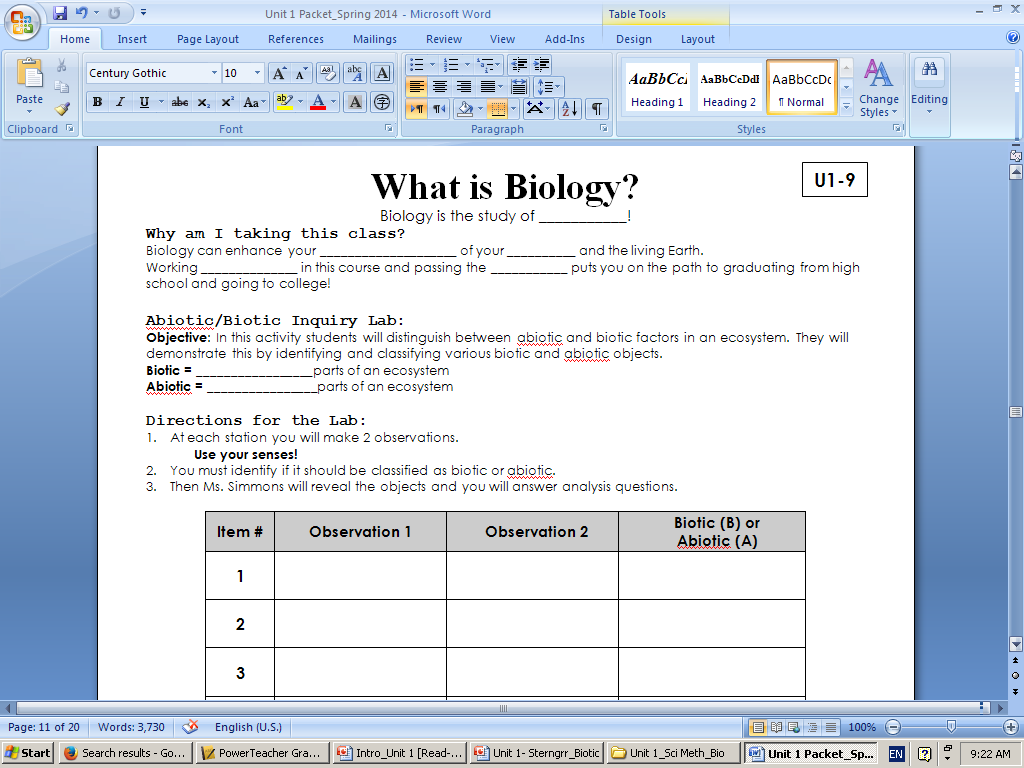 Unit 1 Packet_Spring 2014 - Microsoft Word
Table Tools
Home Insert Page Layout References Mailings Review View Add-Ins Design Layout
Century Gothic 10
Paste
B I U abc x₂ x² Aa
AaBbCcI AaBbCcDdI AaBbCcDc
Heading 1 Heading 2 ¶ Normal
Change Styles
Editing
Clipboard Font Paragraph Styles
What is Biology?
U1-9
Biology is the study of ___________!
Why am I taking this class?
Biology can enhance your _________________ of your _________ and the living Earth.
Working ____________ in this course and passing the __________ puts you on the path to graduating from high
school and going to college!
Abiotic/Biotic Inquiry Lab:
Objective: In this activity students will distinguish between abiotic and biotic factors in an ecosystem. They will
demonstrate this by identifying and classifying various biotic and abiotic objects.
Biotic = _______________parts of an ecosystem
Abiotic = ______________parts of an ecosystem
Directions for the Lab:
1. At each station you will make 2 observations.
Use your senses!
2. You must identify if it should be classified as biotic or abiotic.
3. Then Ms. Simmons will reveal the objects and you will answer analysis questions.
Item # Observation 1 Observation 2 Biotic (B) or
Abiotic (A)
1
2
3
Page: 11 of 20 Words: 3,730 English (U.S.) 100%
Start Search results - Go... PowerTeacher Gra... Intro_Unit 1 [Read-... Unit 1- Sterngrr_Biotic Unit 1_Sci Meth_Bio Unit 1 Packet_Sp... EN 9:22 AM